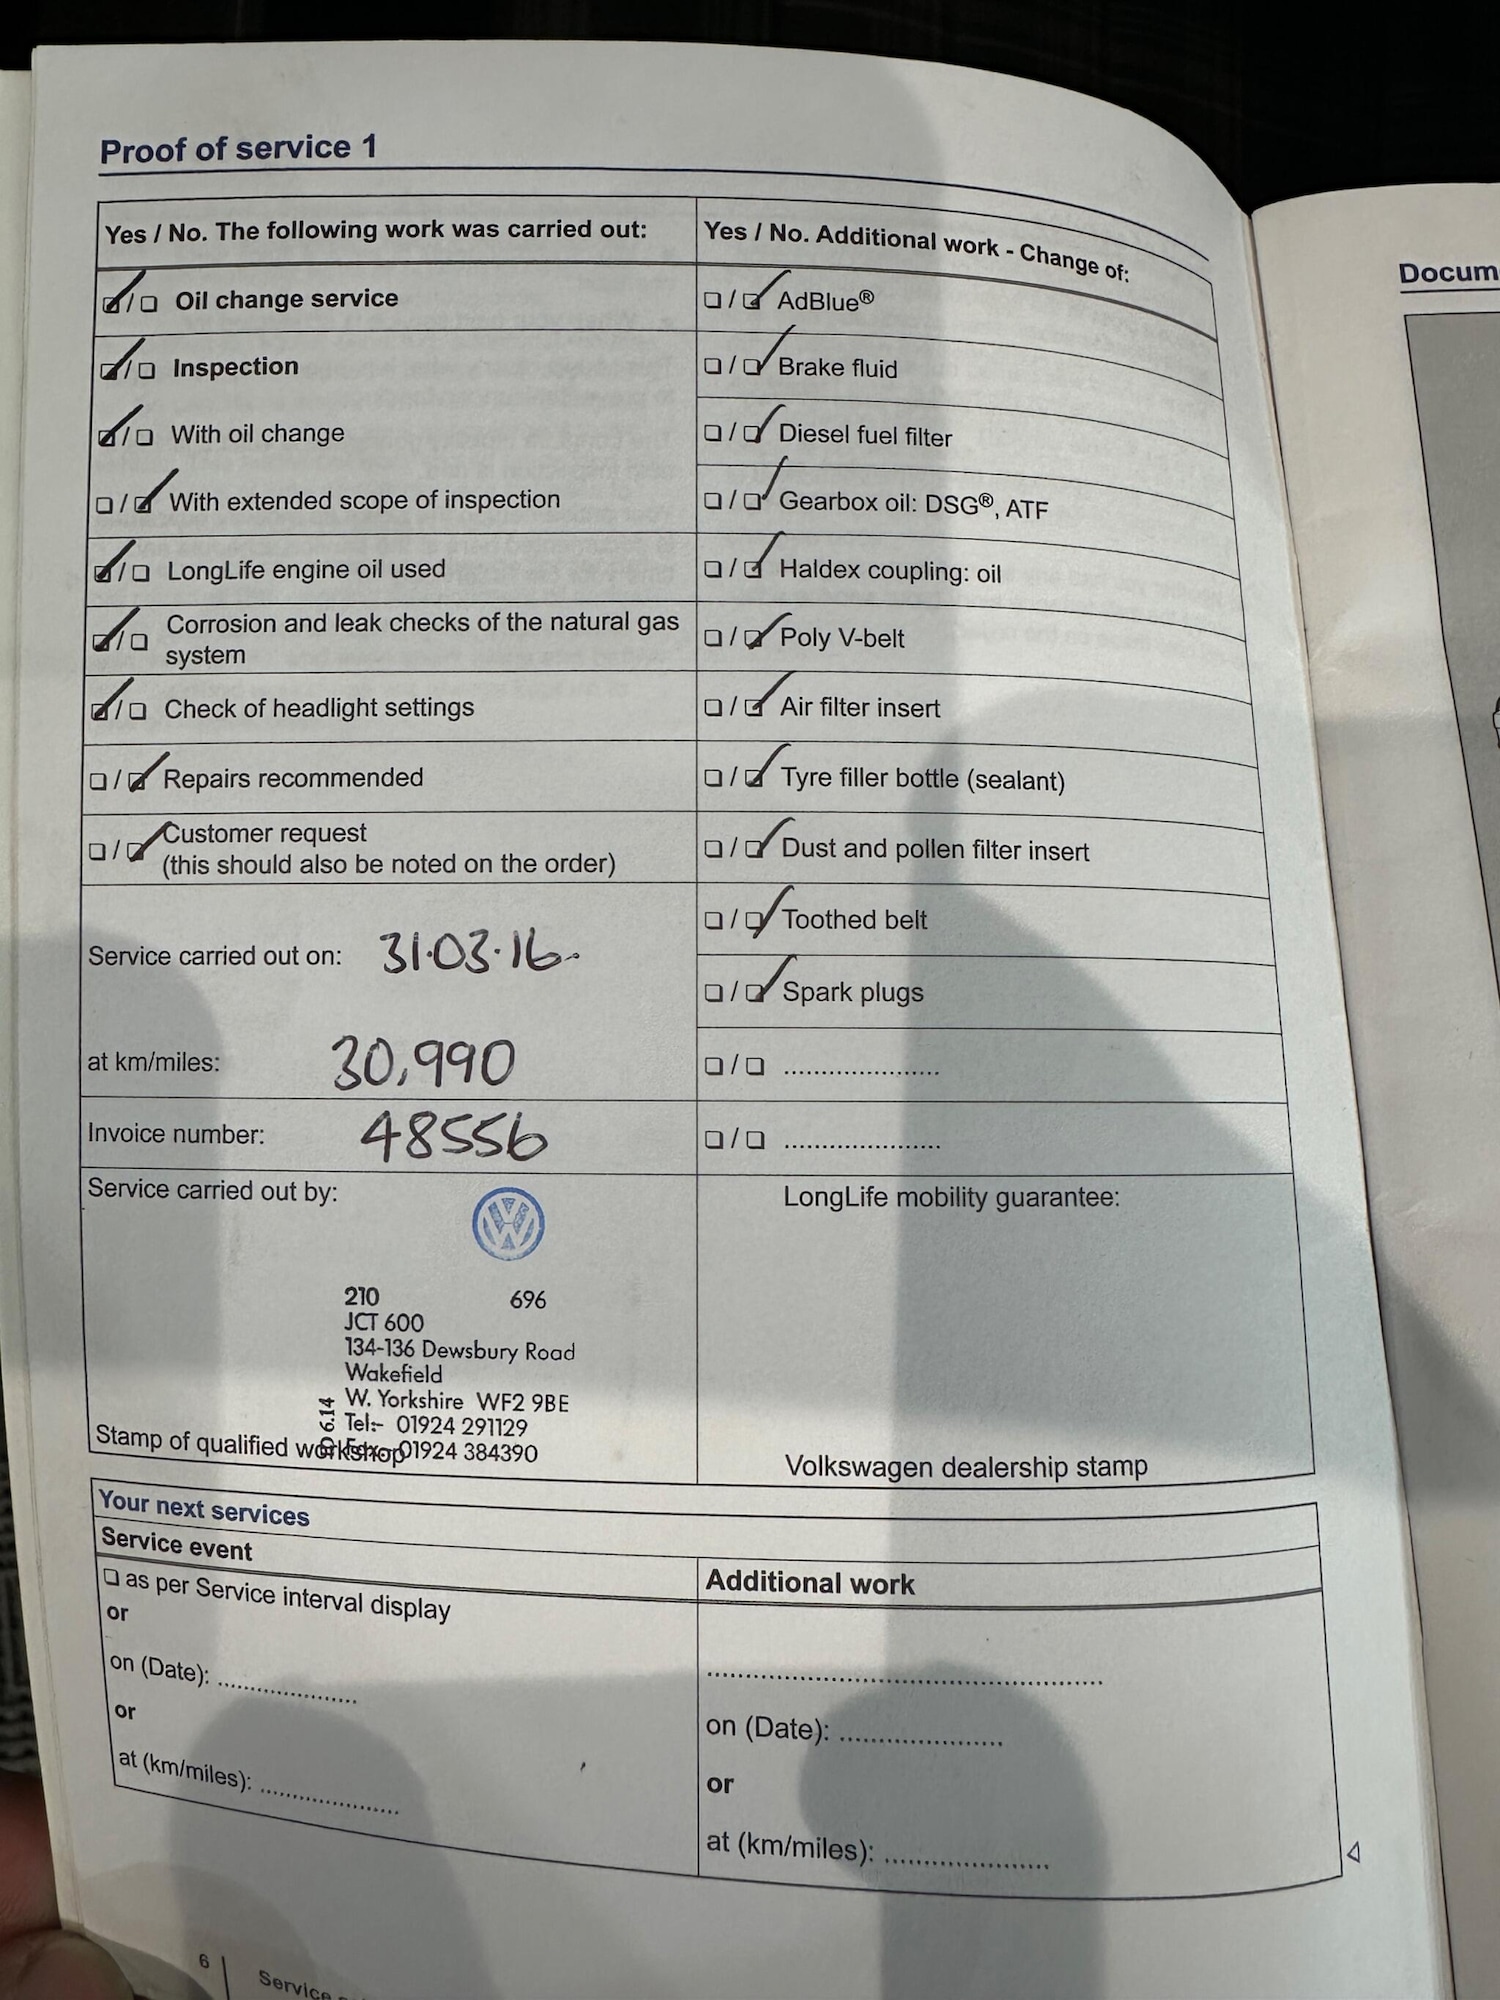 Proof of service 1
Yes / No. The following work was carried out:
☑/☐ Oil change service
☑/☐ Inspection
☑/☐ With oil change
☐/☑ With extended scope of inspection
☑/☐ LongLife engine oil used
☑/☐ Corrosion and leak checks of the natural gas
system
☑/☐ Check of headlight settings
☐/☑ Repairs recommended
☐/☑ Customer request
(this should also be noted on the order)
Service carried out on: 31.03.16
at km/miles: 30,990
Invoice number: 48556
Service carried out by:
210 696
JCT 600
134-136 Dewsbury Road
Wakefield
W. Yorkshire WF2 9BE
Tel:- 01924 291129
01924 384390
6.14
Stamp of qualified workshop
Yes / No. Additional work - Change of:
☐/☑ AdBlue®
☐/☑ Brake fluid
☐/☑ Diesel fuel filter
☐/☑ Gearbox oil: DSG®, ATF
☐/☑ Haldex coupling: oil
☐/☑ Poly V-belt
☐/☑ Air filter insert
☐/☑ Tyre filler bottle (sealant)
☐/☑ Dust and pollen filter insert
☐/☑ Toothed belt
☐/☑ Spark plugs
☐/☐ ......................
☐/☐ ......................
LongLife mobility guarantee:
Volkswagen dealership stamp
Your next services
Service event
☐ as per Service interval display
or
on (Date): ....................
or
at (km/miles): ....................
Additional work
........................................................
on (Date): .......................
or
at (km/miles): .......................
6
Service
Docum